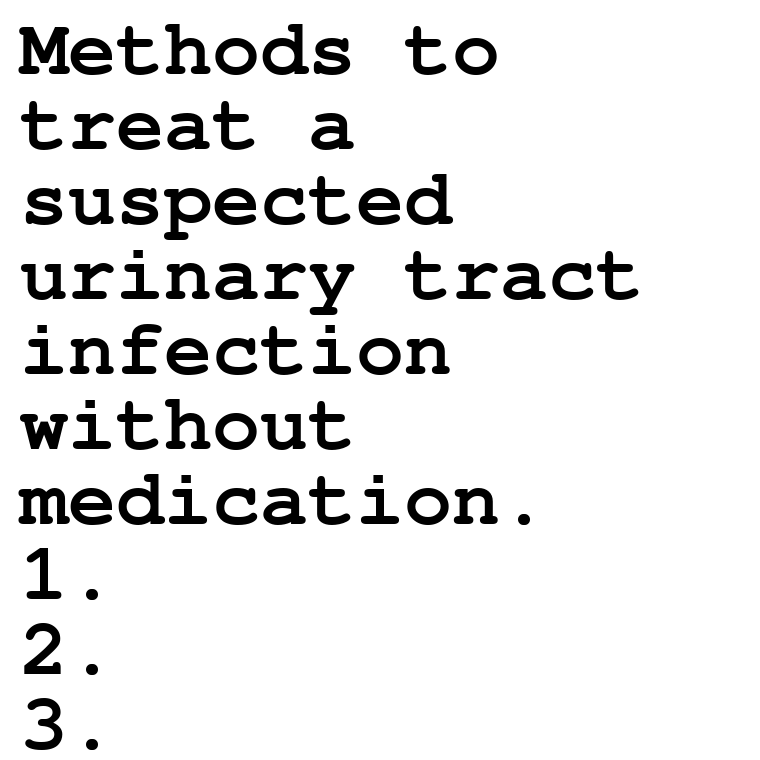 Methods to
treat a
suspected
urinary tract
infection
without
medication.
1.
2.
3.